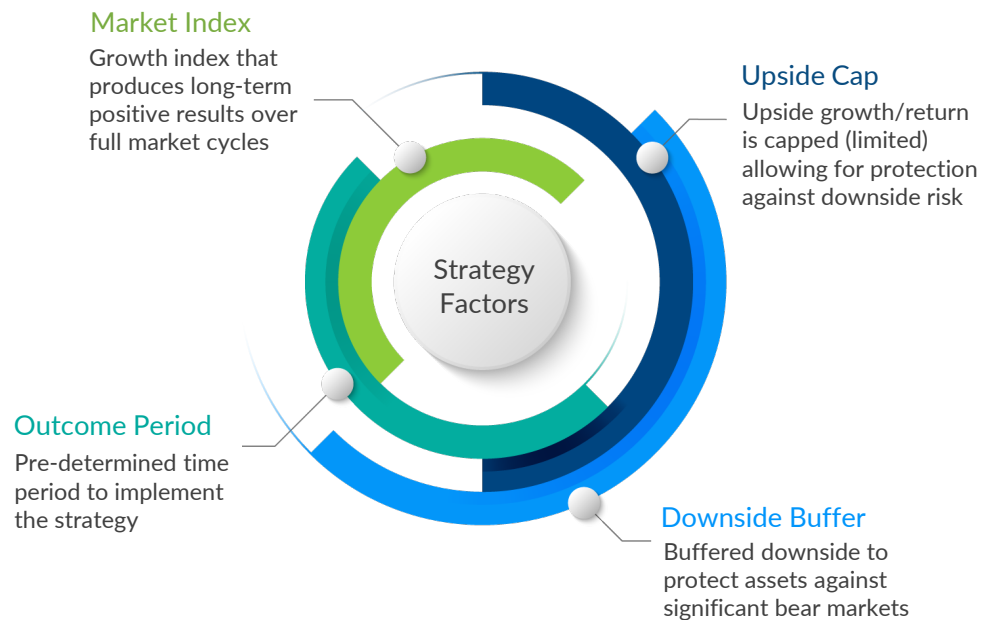 Market Index
Growth index that
produces long-term
positive results over
full market cycles
Upside Cap
Upside growth/return
is capped (limited)
allowing for protection
against downside risk
Strategy
Factors
Outcome Period
Pre-determined time
period to implement
the strategy
Downside Buffer
Buffered downside to
protect assets against
significant bear markets